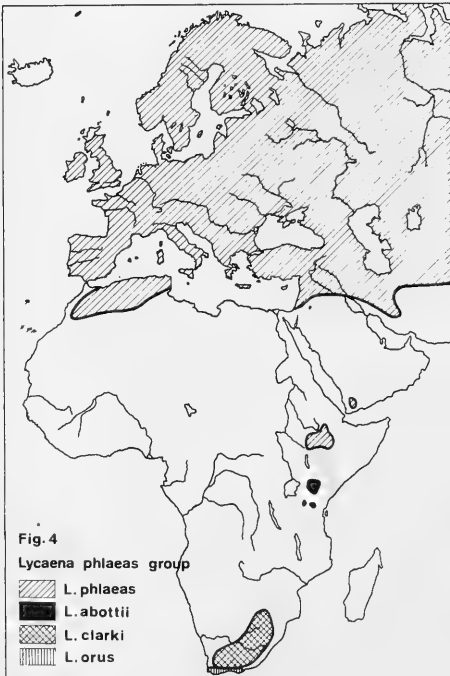 Fig. 4
Lycaena phlaeas group
L. phlaeas
L. abottii
L. clarki
L. orus